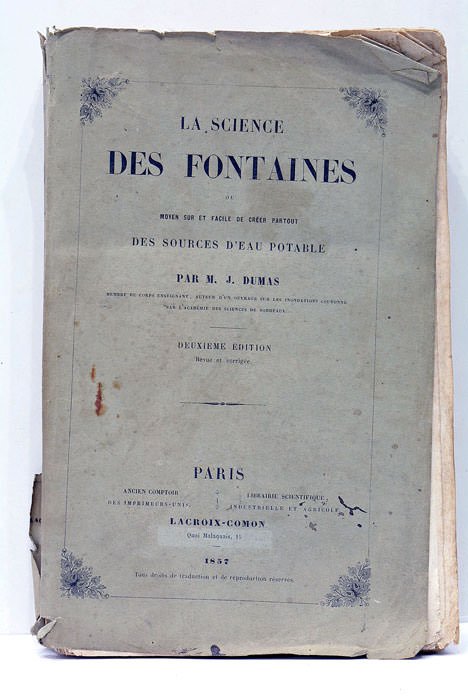 LA SCIENCE
DES FONTAINES
OU
MOYEN SUR ET FACILE DE CRÉER PARTOUT
DES SOURCES D'EAU POTABLE
PAR M. J. DUMAS
MEMBRE DU CORPS ENSEIGNANT, AUTEUR D'UN OUVRAGE SUR LES INONDATIONS COURONNÉ
PAR L'ACADÉMIE DES SCIENCES DE BORDEAUX.
DEUXIÈME ÉDITION
Revue et corrigée.
PARIS
ANCIEN COMPTOIR
DES IMPRIMEURS-UNIS.
LIBRAIRIE SCIENTIFIQUE,
INDUSTRIELLE ET AGRICOLE
LACROIX-COMON
Quai Malaquais, 15
1857
Tous droits de traduction et de reproduction réservés.